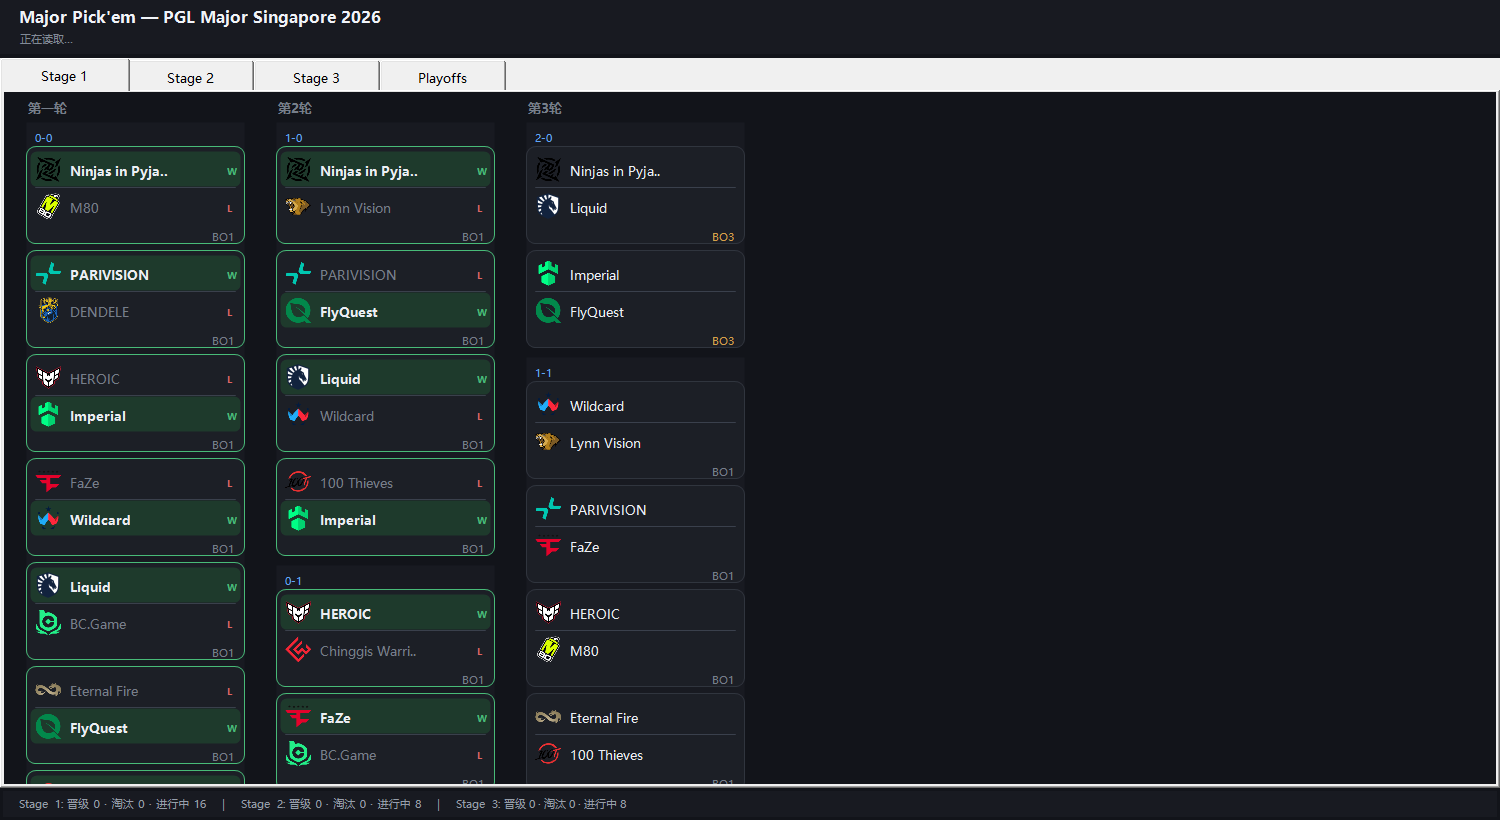 Major Pick'em — PGL Major Singapore 2026
正在读取...
Stage 1
Stage 2
Stage 3
Playoffs
第一轮
0-0
Ninjas in Pyja.. W
M80 L
BO1
PARIVISION W
DENDELE L
BO1
HEROIC L
Imperial W
BO1
FaZe L
Wildcard W
BO1
Liquid W
BC.Game L
BO1
Eternal Fire L
FlyQuest W
BO1
第2轮
1-0
Ninjas in Pyja.. W
Lynn Vision L
BO1
PARIVISION L
FlyQuest W
BO1
Liquid W
Wildcard L
BO1
100 Thieves L
Imperial W
BO1
0-1
HEROIC W
Chinggis Warri.. L
BO1
FaZe W
BC.Game L
BO1
第3轮
2-0
Ninjas in Pyja..
Liquid
BO3
Imperial
FlyQuest
BO3
1-1
Wildcard
Lynn Vision
BO1
PARIVISION
FaZe
BO1
HEROIC
M80
BO1
Eternal Fire
100 Thieves
BO1
Stage 1: 晋级 0 · 淘汰 0 · 进行中 16 | Stage 2: 晋级 0 · 淘汰 0 · 进行中 8 | Stage 3: 晋级 0 · 淘汰 0 · 进行中 8